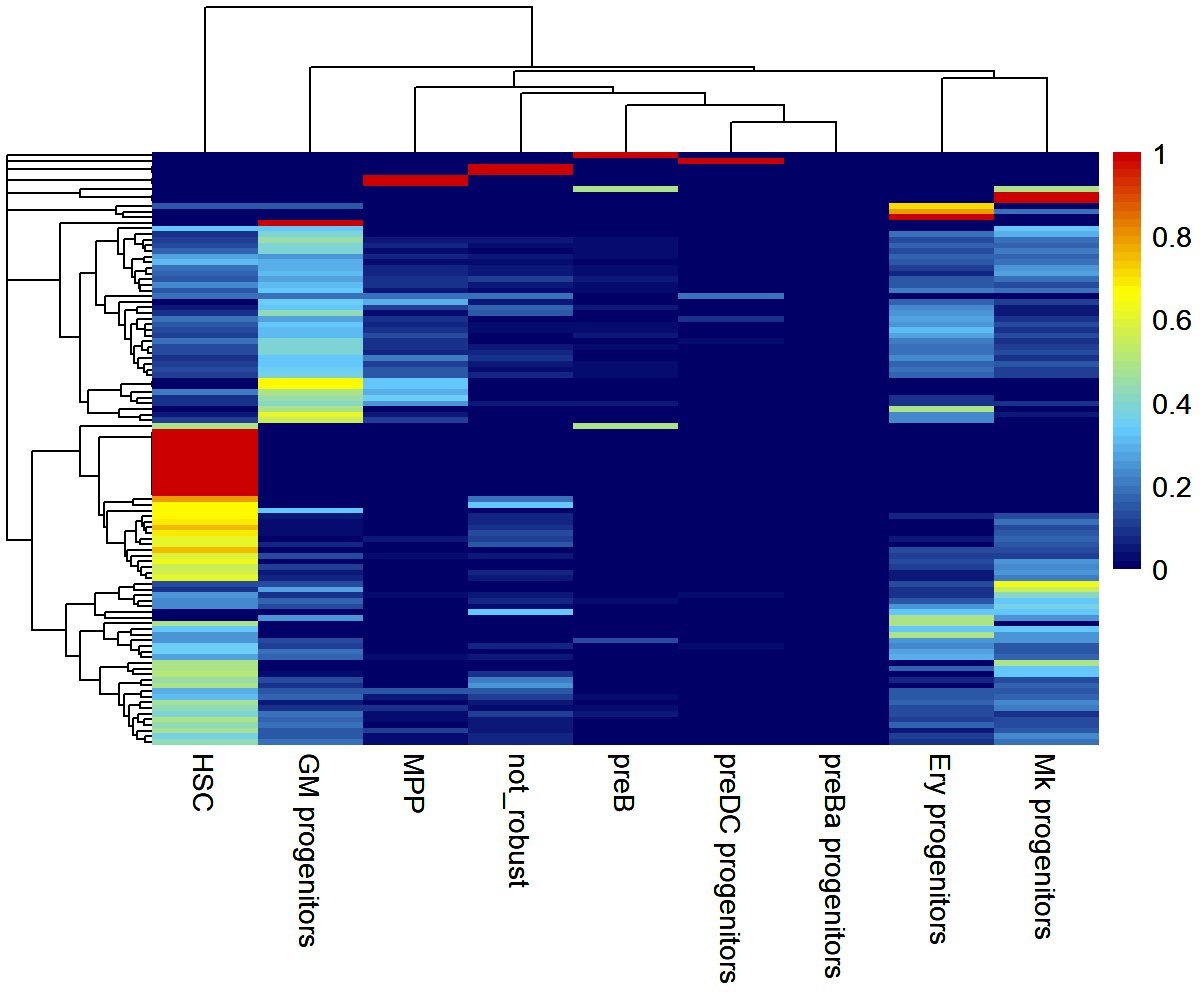 1
0.8
0.6
0.4
0.2
0
HSC
GM progenitors
MPP
not_robust
preB
preDC progenitors
preBa progenitors
Ery progenitors
Mk progenitors